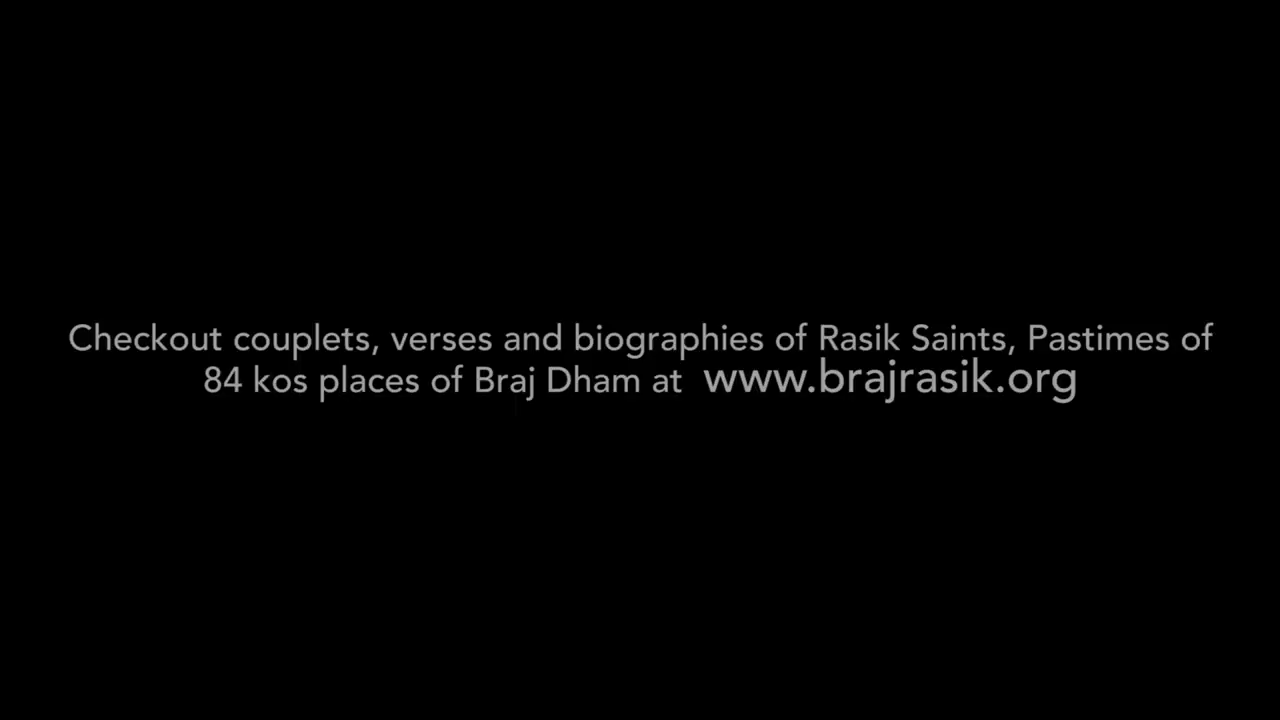 Checkout couplets, verses and biographies of Rasik Saints, Pastimes of
84 kos places of Braj Dham at www.brajrasik.org